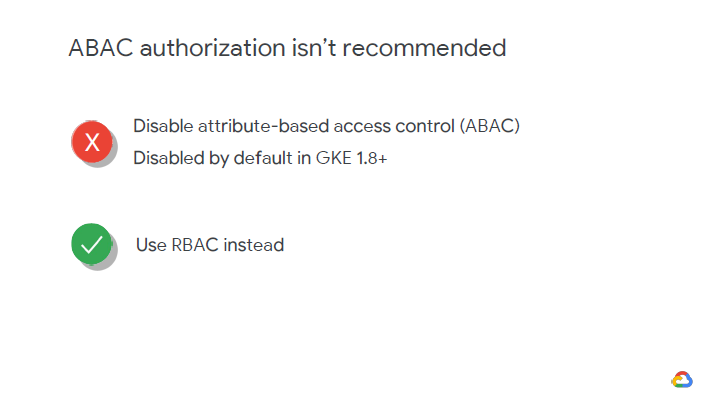 ABAC authorization isn’t recommended
X
Disable attribute-based access control (ABAC)
Disabled by default in GKE 1.8+
Use RBAC instead